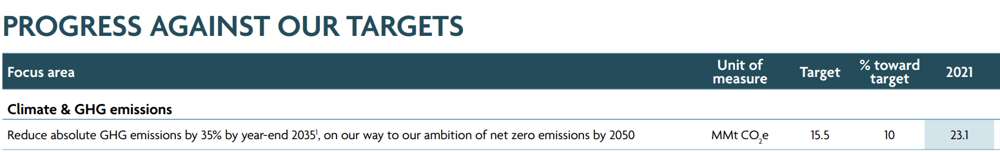 PROGRESS AGAINST OUR TARGETS
Focus area Unit of measure Target % toward target 2021
Climate & GHG emissions
Reduce absolute GHG emissions by 35% by year-end 2035¹, on our way to our ambition of net zero emissions by 2050 MMt CO₂e 15.5 10 23.1